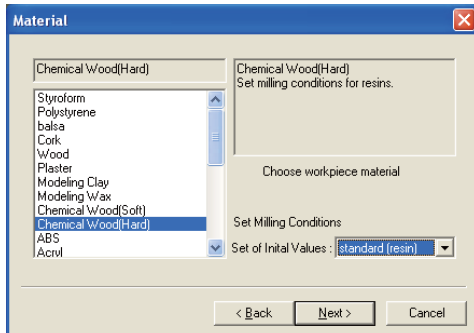 Material
Chemical Wood(Hard)
Styroform
Polystyrene
balsa
Cork
Wood
Plaster
Modeling Clay
Modeling Wax
Chemical Wood(Soft)
Chemical Wood(Hard)
ABS
Acryl
Chemical Wood(Hard)
Set milling conditions for resins.
Choose workpiece material
Set Milling Conditions
Set of Inital Values : standard (resin)
< Back
Next >
Cancel